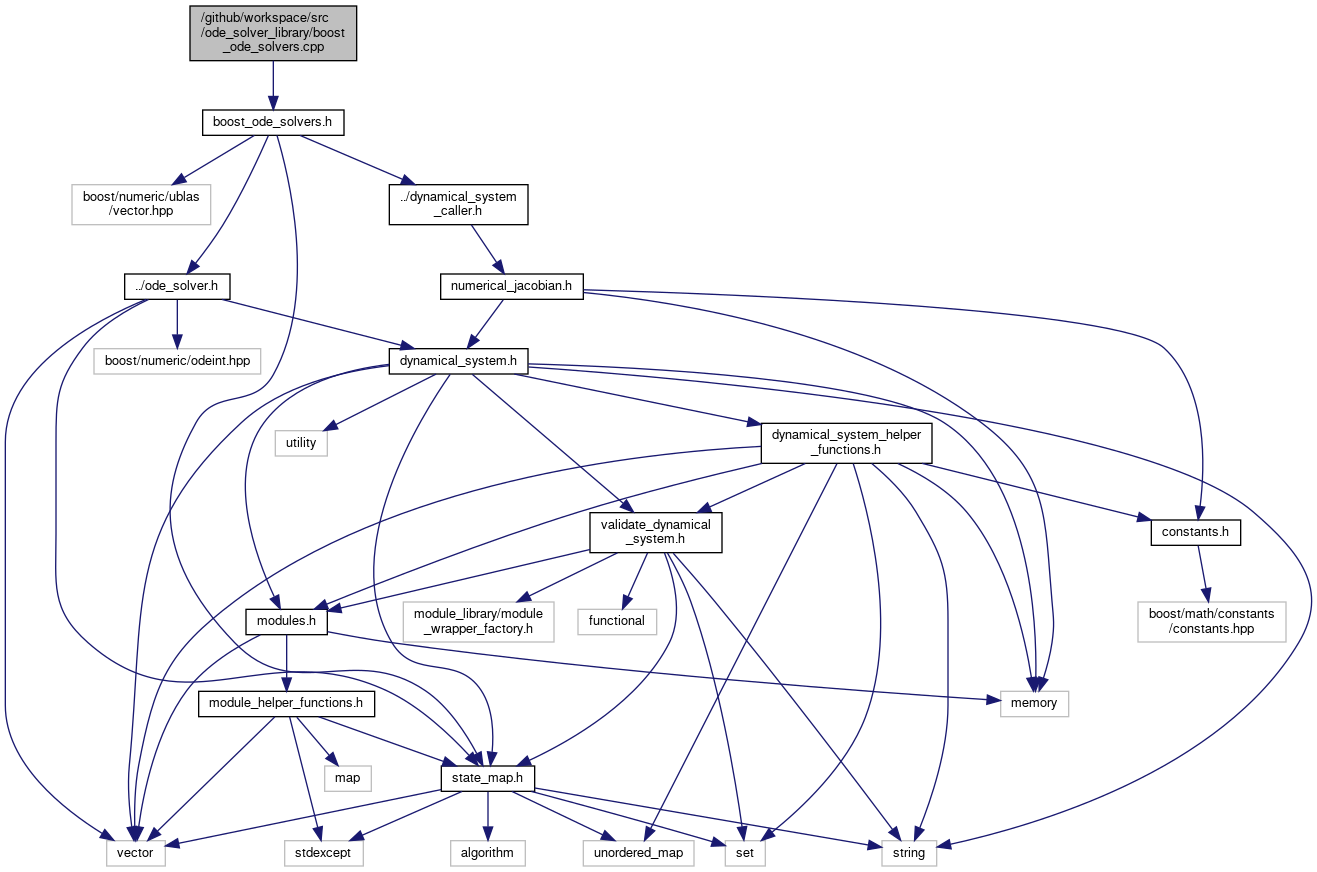 /github/workspace/src
/ode_solver_library/boost
_ode_solvers.cpp
boost_ode_solvers.h
boost/numeric/ublas
/vector.hpp
../dynamical_system
_caller.h
../ode_solver.h
numerical_jacobian.h
boost/numeric/odeint.hpp
dynamical_system.h
utility
dynamical_system_helper
_functions.h
validate_dynamical
_system.h
constants.h
modules.h
module_library/module
_wrapper_factory.h
functional
boost/math/constants
/constants.hpp
module_helper_functions.h
memory
map
state_map.h
vector
stdexcept
algorithm
unordered_map
set
string